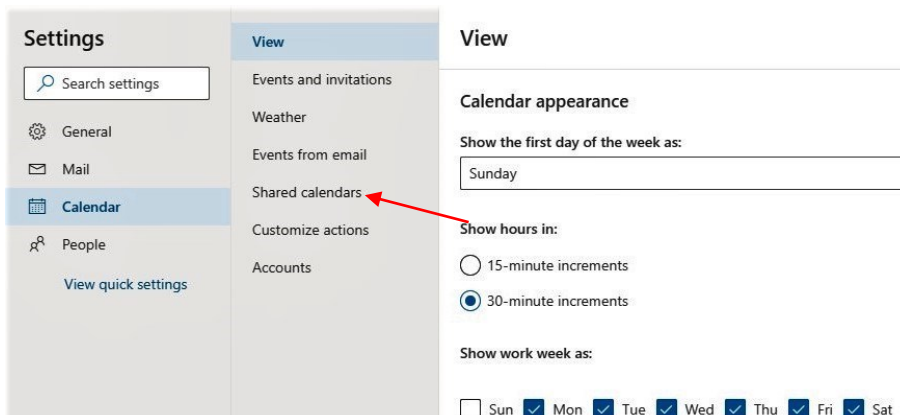 Settings
Search settings
General
Mail
Calendar
People
View quick settings
View
Events and invitations
Weather
Events from email
Shared calendars
Customize actions
Accounts
View
Calendar appearance
Show the first day of the week as:
Sunday
Show hours in:
15-minute increments
30-minute increments
Show work week as:
Sun Mon Tue Wed Thu Fri Sat